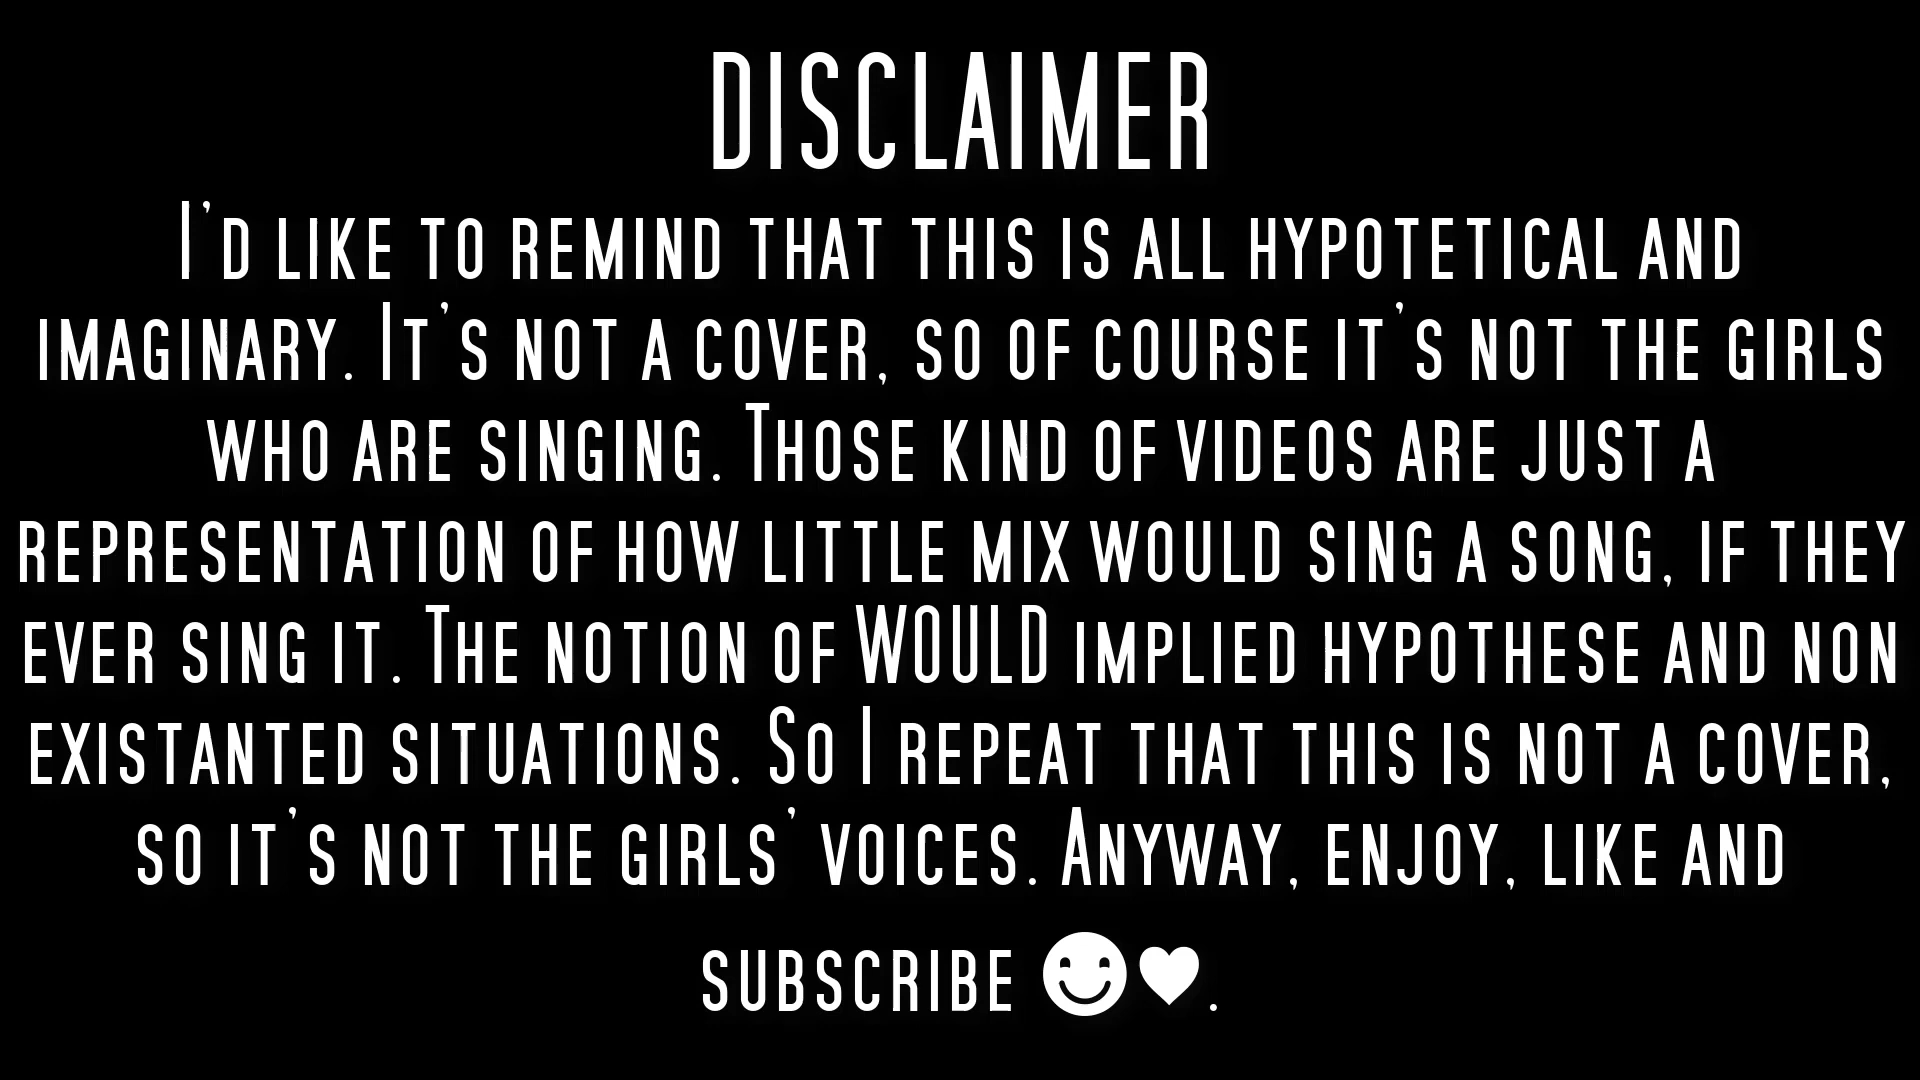 DISCLAIMER
I'd like to remind that this is all hypotetical and
imaginary. It's not a cover, so of course it's not the girls
who are singing. Those kind of videos are just a
representation of how little mix would sing a song, if they
ever sing it. The notion of WOULD implied hypothese and non
existanted situations. So I repeat that this is not a cover,
so it's not the girls' voices. Anyway, enjoy, like and
subscribe ☻♥.